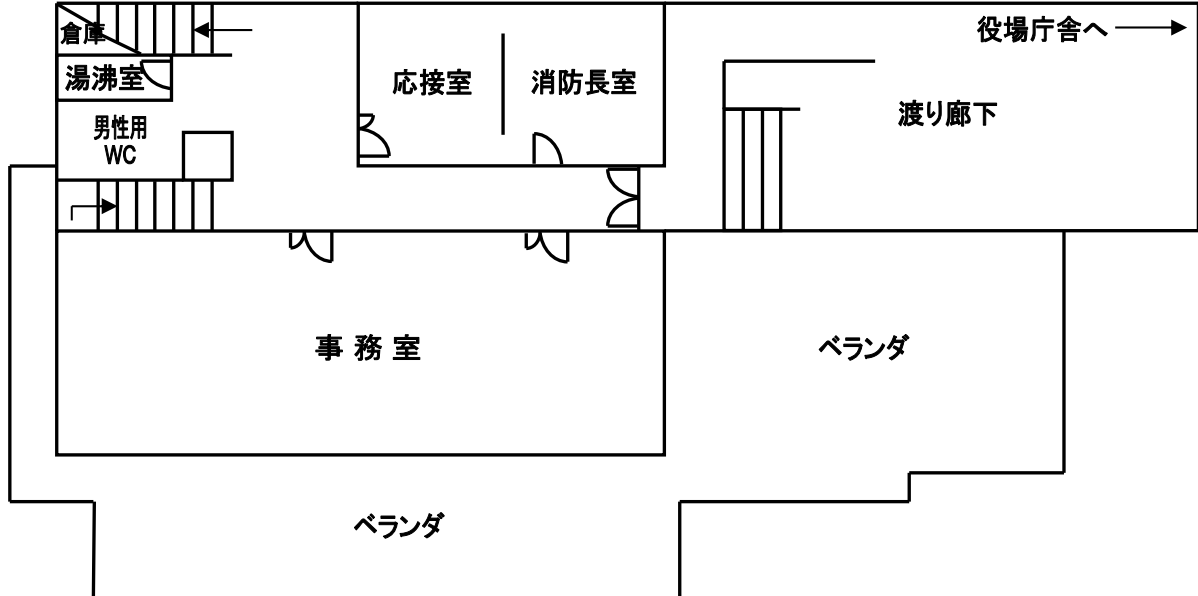 倉庫
役場庁舎へ
湯沸室
応接室
消防長室
渡り廊下
男性用
WC
事務室
ベランダ
ベランダ